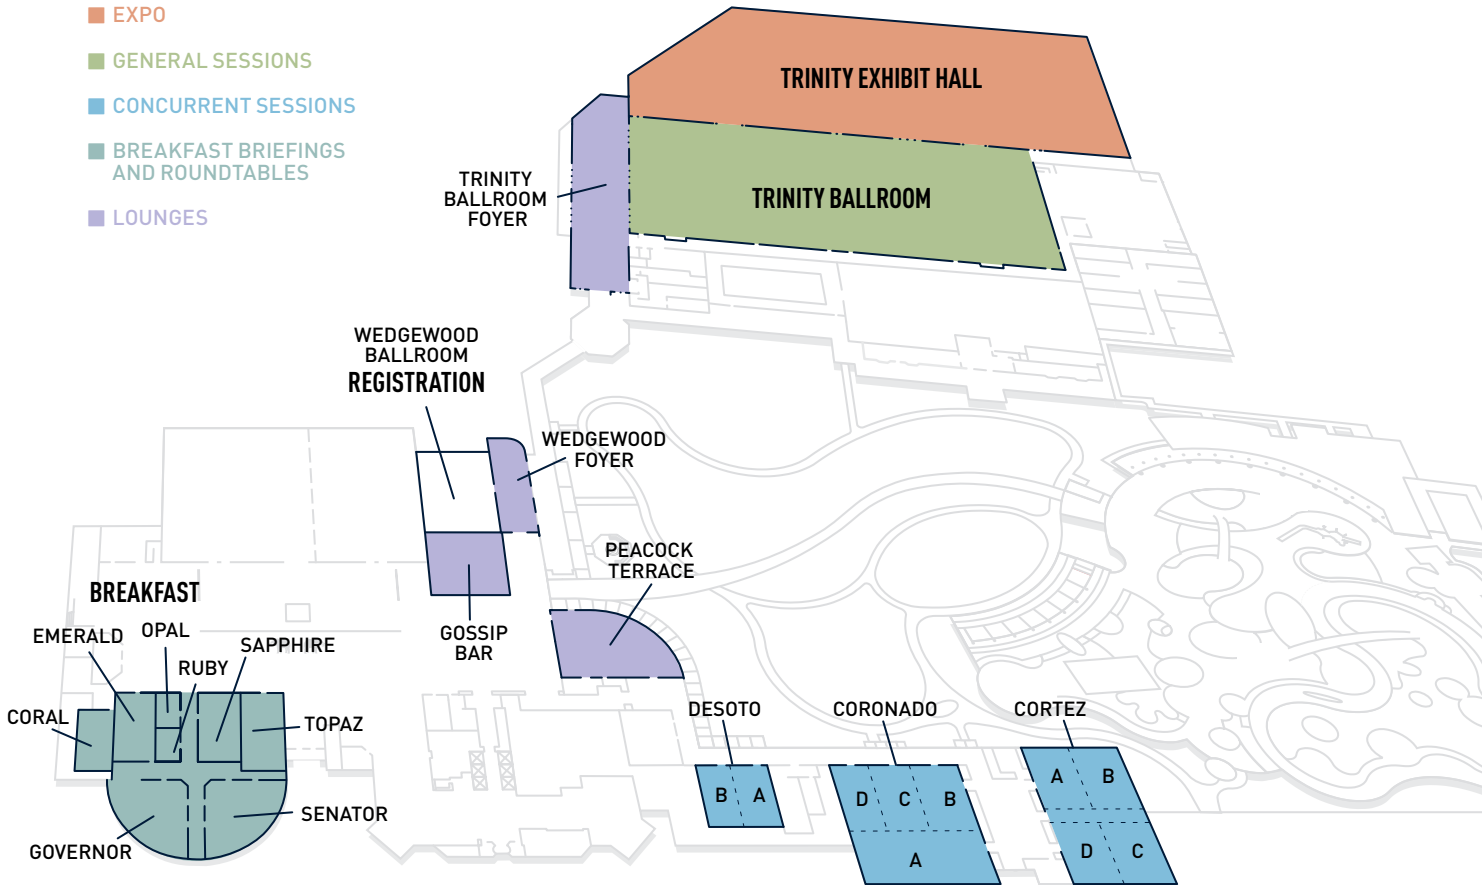 EXPO
GENERAL SESSIONS
CONCURRENT SESSIONS
BREAKFAST BRIEFINGS
AND ROUNDTABLES
LOUNGES
TRINITY EXHIBIT HALL
TRINITY BALLROOM
TRINITY
BALLROOM
FOYER
WEDGEWOOD
BALLROOM
REGISTRATION
WEDGEWOOD
FOYER
PEACOCK
TERRACE
GOSSIP
BAR
BREAKFAST
EMERALD
OPAL
RUBY
SAPPHIRE
CORAL
TOPAZ
SENATOR
GOVERNOR
DESOTO
B A
CORONADO
D C B
A
CORTEZ
A B
D C